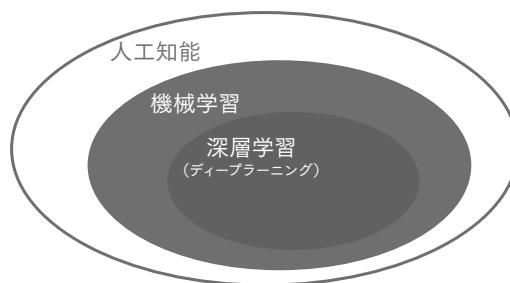 人工知能
機械学習
深層学習
（ディープラーニング）